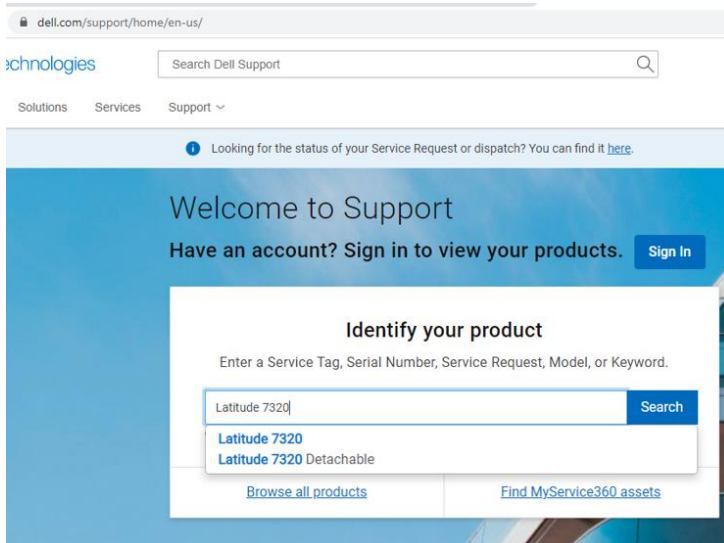 dell.com/support/home/en-us/
Technologies
Search Dell Support
Solutions Services Support
Looking for the status of your Service Request or dispatch? You can find it here.
Welcome to Support
Have an account? Sign in to view your products. Sign In
Identify your product
Enter a Service Tag, Serial Number, Service Request, Model, or Keyword.
Latitude 7320 Search
Latitude 7320
Latitude 7320 Detachable
Browse all products Find MyService360 assets